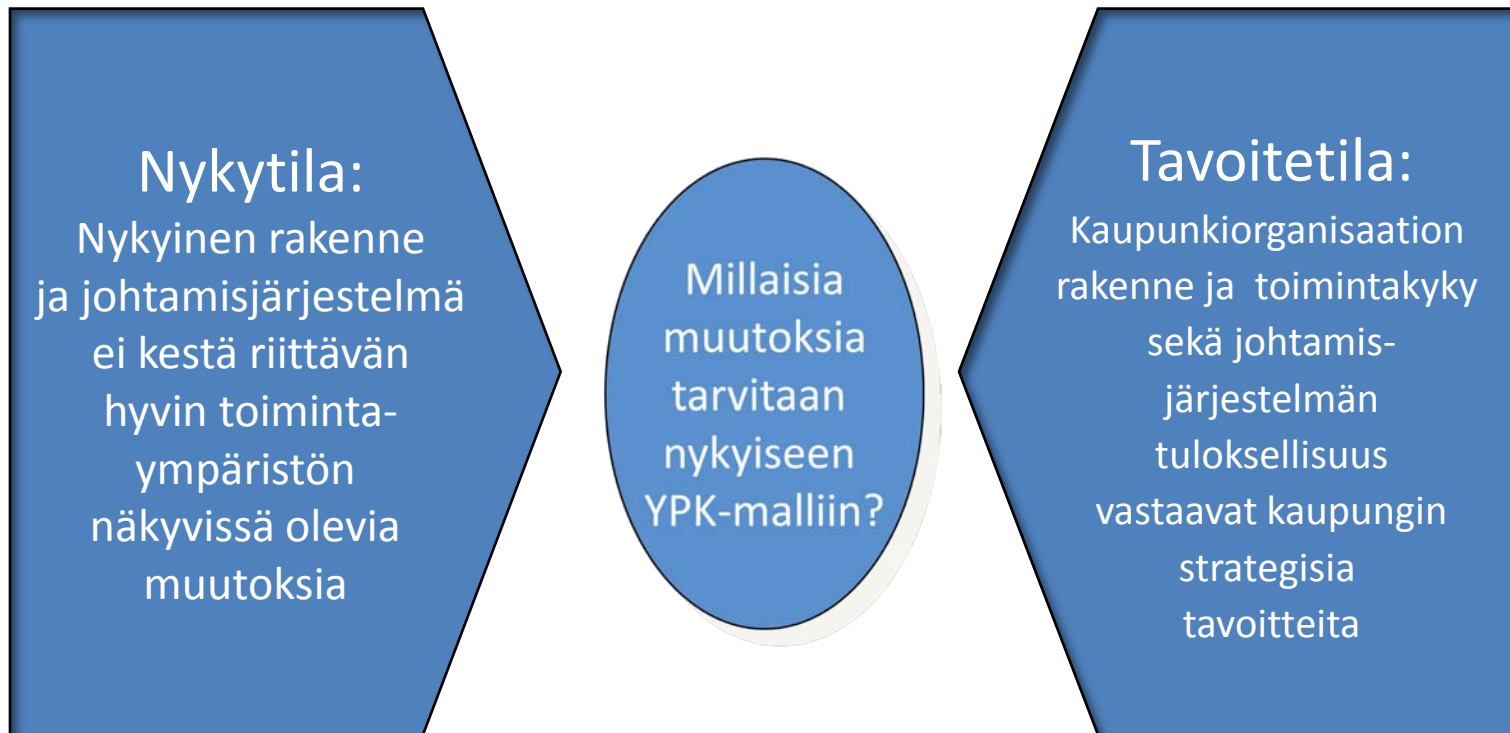 Nykytila:
Nykyinen rakenne
ja johtamisjärjestelmä
ei kestä riittävän
hyvin toiminta-
ympäristön
näkyvissä olevia
muutoksia
Millaisia
muutoksia
tarvitaan
nykyiseen
YPK-malliin?
Tavoitetila:
Kaupunkiorganisaation
rakenne ja toimintakyky
sekä johtamis-
järjestelmän
tuloksellisuus
vastaavat kaupungin
strategisia
tavoitteita